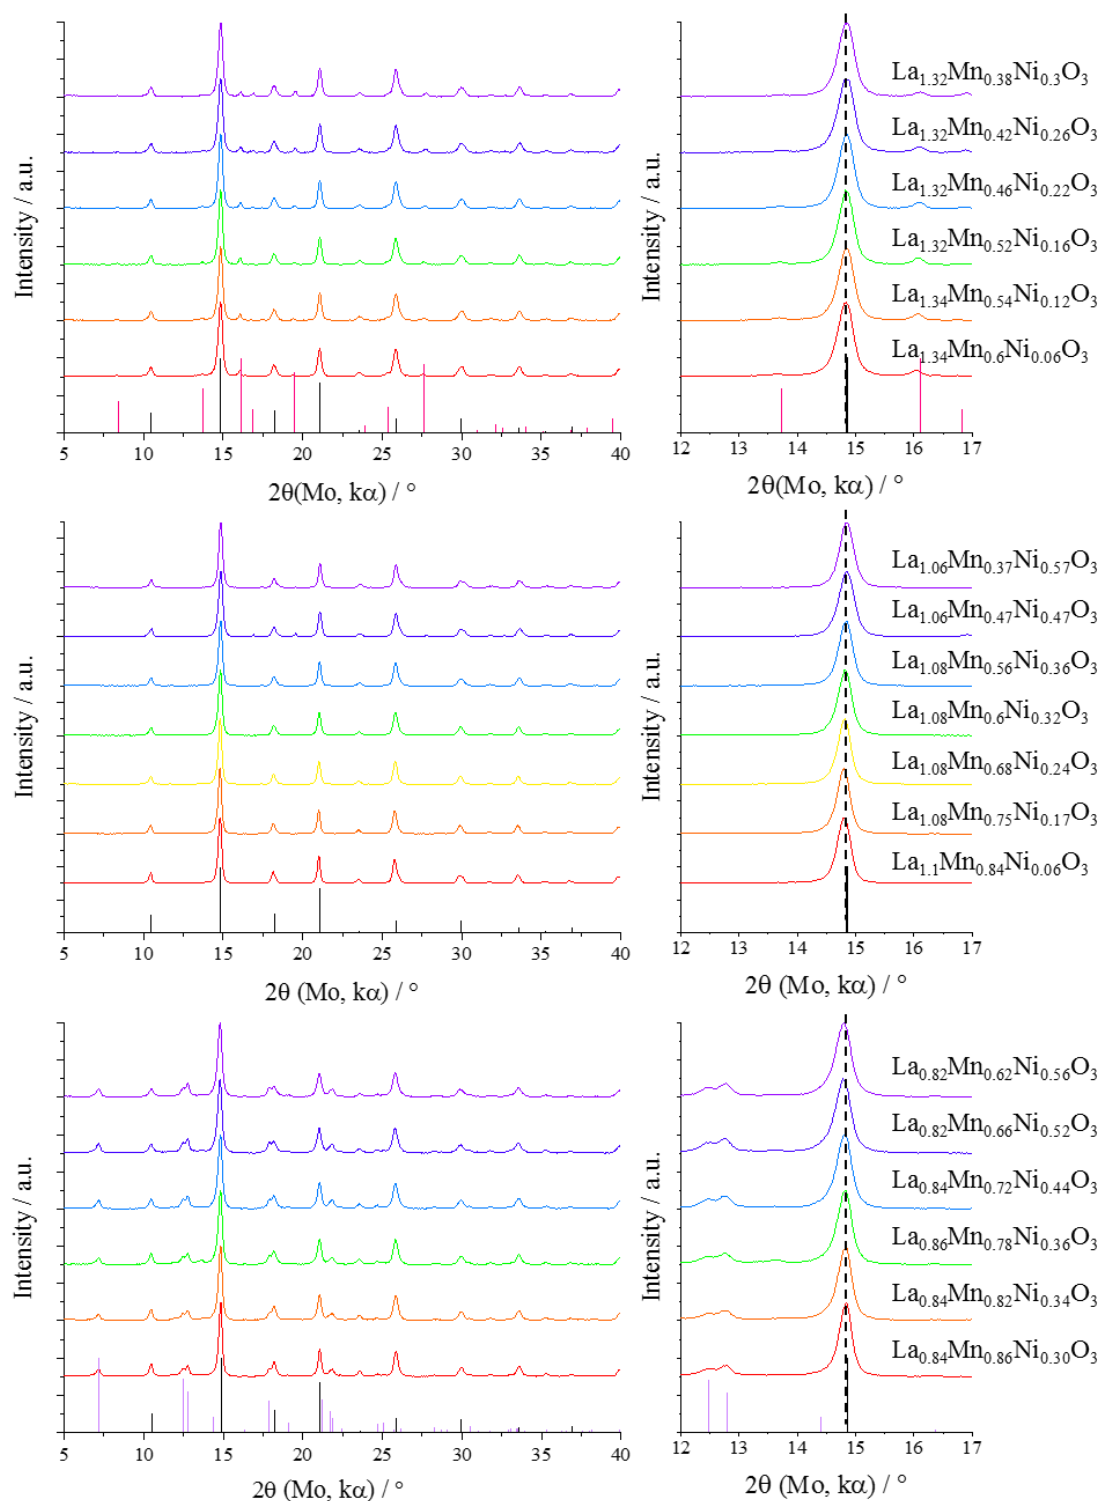 Intensity / a.u.
5 10 15 20 25 30 35 40
2θ(Mo, kα) / °
Intensity / a.u.
La1.32Mn0.38Ni0.3O3
La1.32Mn0.42Ni0.26O3
La1.32Mn0.46Ni0.22O3
La1.32Mn0.52Ni0.16O3
La1.34Mn0.54Ni0.12O3
La1.34Mn0.6Ni0.06O3
12 13 14 15 16 17
2θ(Mo, kα) / °
Intensity / a.u.
5 10 15 20 25 30 35 40
2θ (Mo, kα) / °
Intensity / a.u.
La1.06Mn0.37Ni0.57O3
La1.06Mn0.47Ni0.47O3
La1.08Mn0.56Ni0.36O3
La1.08Mn0.6Ni0.32O3
La1.08Mn0.68Ni0.24O3
La1.08Mn0.75Ni0.17O3
La1.1Mn0.84Ni0.06O3
12 13 14 15 16 17
2θ (Mo, kα) / °
Intensity / a.u.
5 10 15 20 25 30 35 40
2θ (Mo, kα) / °
Intensity / a.u.
La0.82Mn0.62Ni0.56O3
La0.82Mn0.66Ni0.52O3
La0.84Mn0.72Ni0.44O3
La0.86Mn0.78Ni0.36O3
La0.84Mn0.82Ni0.34O3
La0.84Mn0.86Ni0.30O3
12 13 14 15 16 17
2θ (Mo, kα) / °